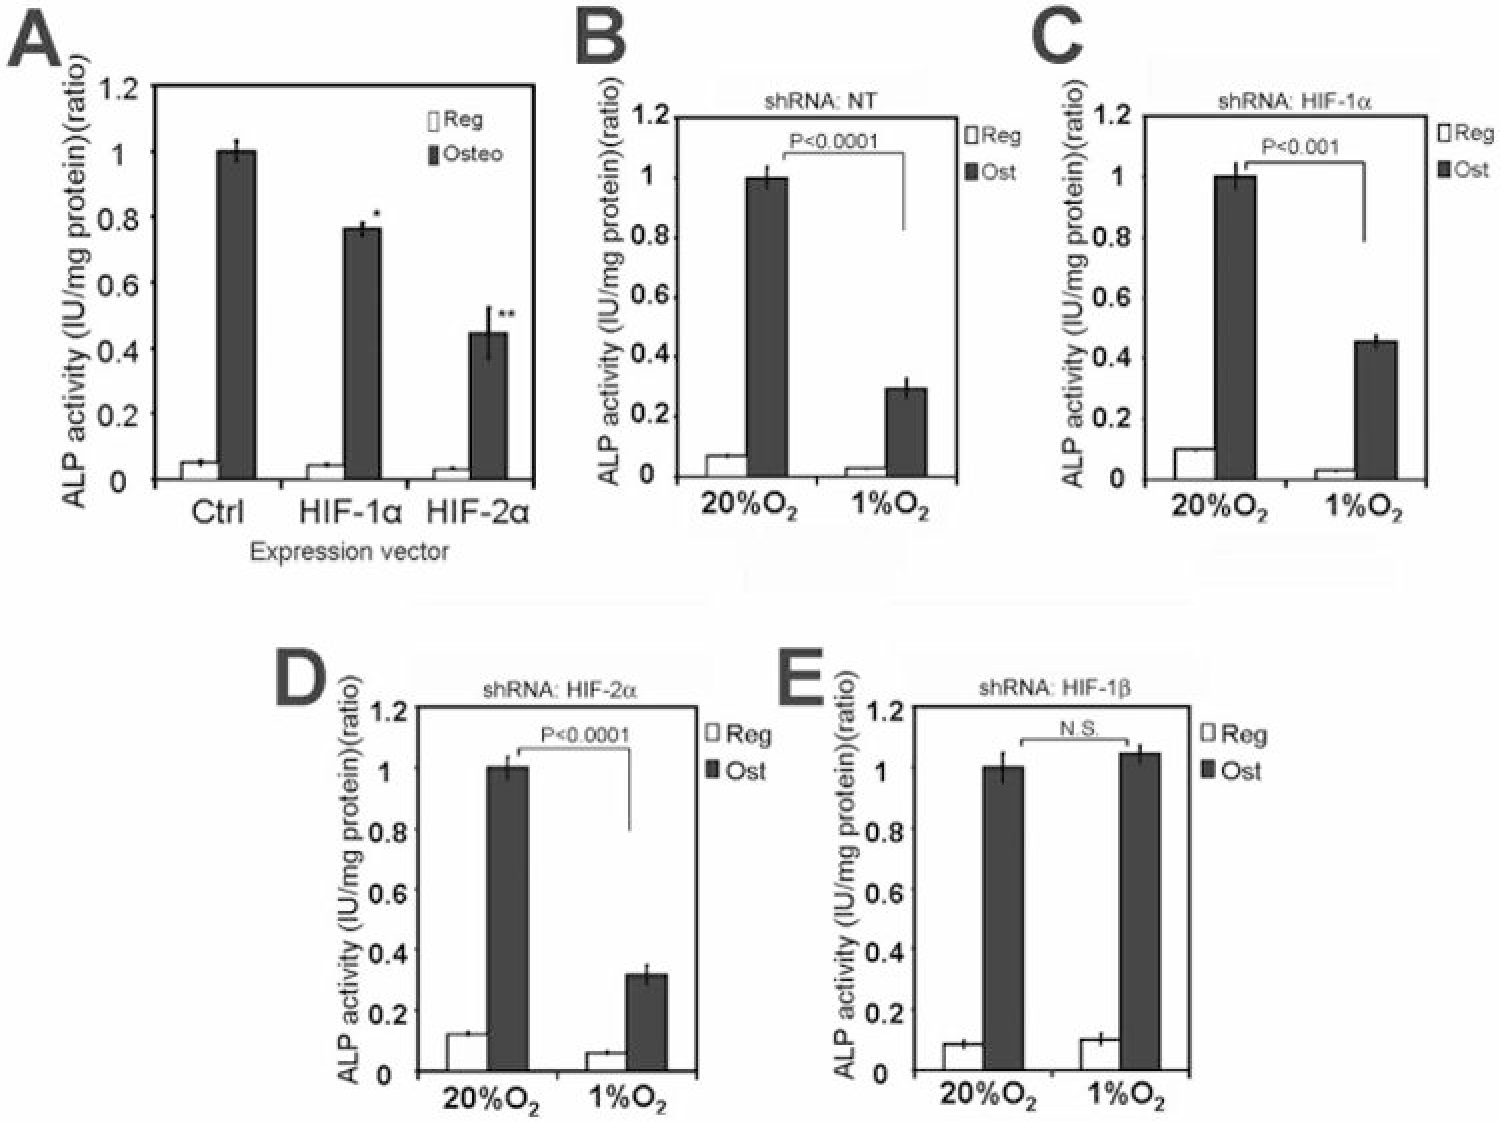 A
ALP activity (IU/mg protein)(ratio)
1.2
1
0.8
0.6
0.4
0.2
0
Reg
Osteo
*
**
Ctrl HIF-1α HIF-2α
Expression vector
B
ALP activity (IU/mg protein)(ratio)
shRNA: NT
1.2
1
0.8
0.6
0.4
0.2
0
P<0.0001
Reg
Ost
20%O₂ 1%O₂
C
ALP activity (IU/mg protein)(ratio)
shRNA: HIF-1α
1.2
1
0.8
0.6
0.4
0.2
0
P<0.001
Reg
Ost
20%O₂ 1%O₂
D
ALP activity (IU/mg protein)(ratio)
shRNA: HIF-2α
1.2
1
0.8
0.6
0.4
0.2
0
P<0.0001
Reg
Ost
20%O₂ 1%O₂
E
ALP activity (IU/mg protein)(ratio)
shRNA: HIF-1β
1.2
1
0.8
0.6
0.4
0.2
0
N.S.
Reg
Ost
20%O₂ 1%O₂